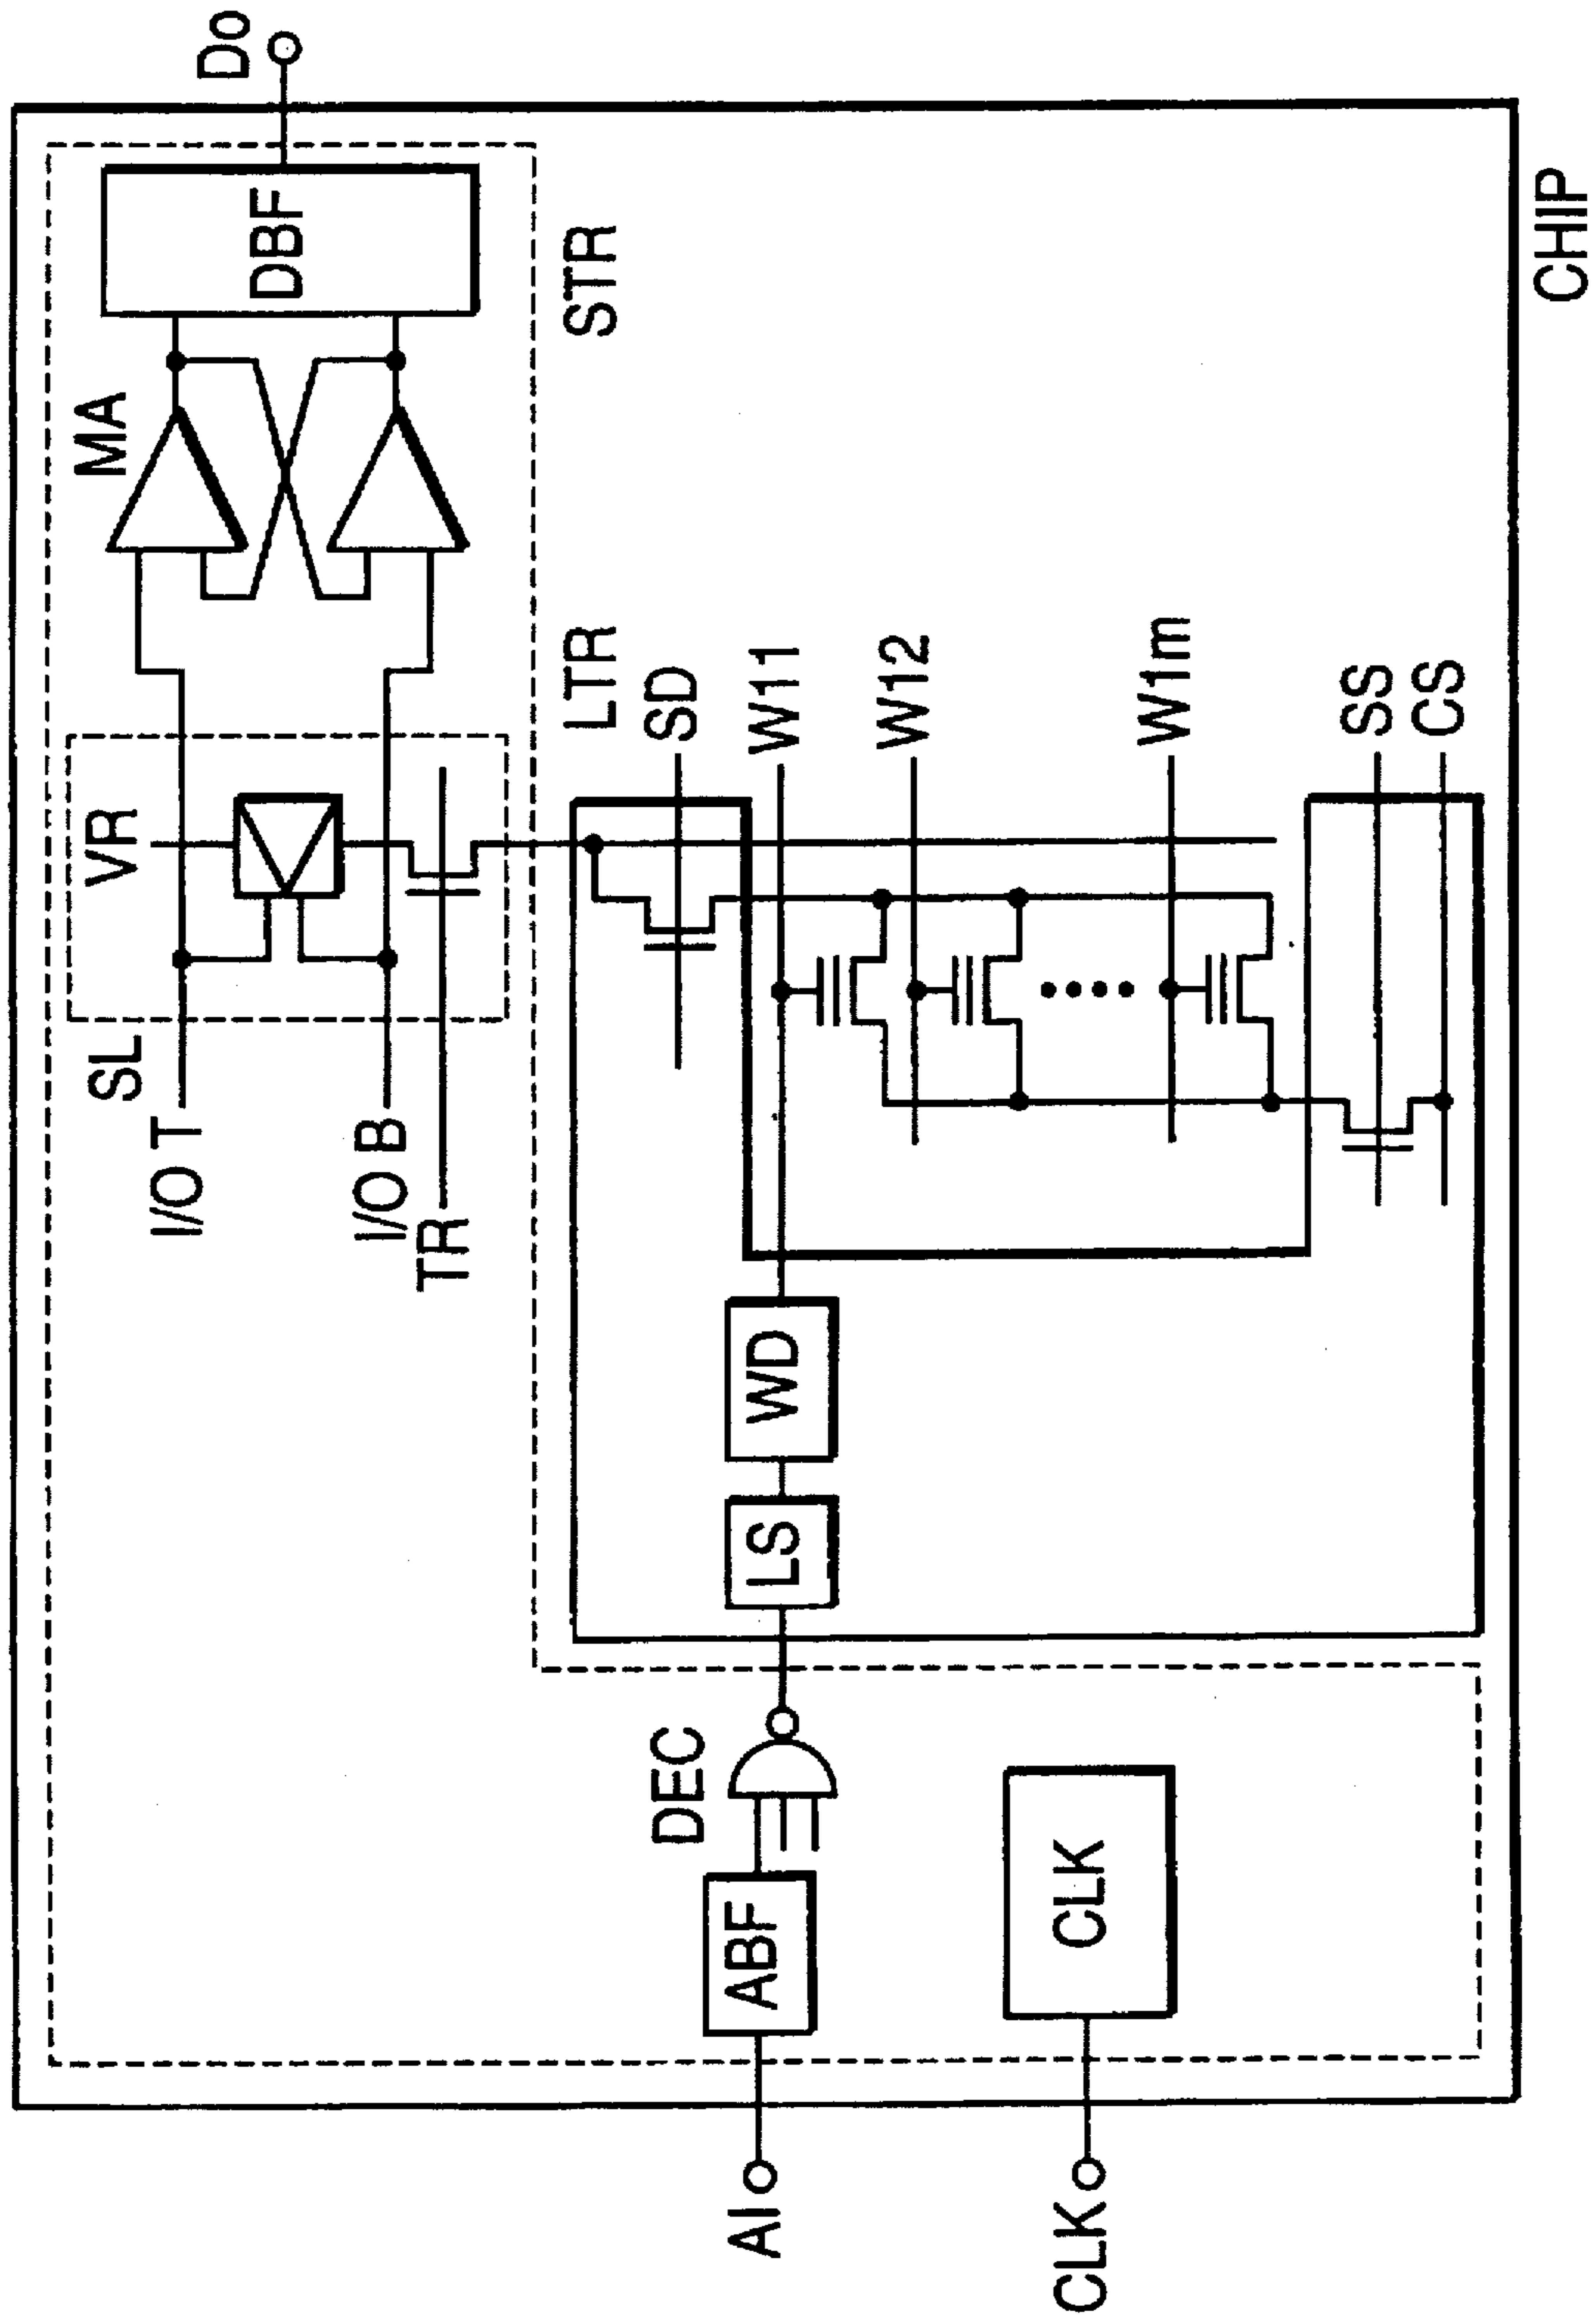 Do
DBF
MA
STR
VR
SL
I/O T
I/O B
TR
LTR
SD
W11
W12
W1m
SS
CS
WD
LS
DEC
ABF
CLK
AI
CLK
CHIP